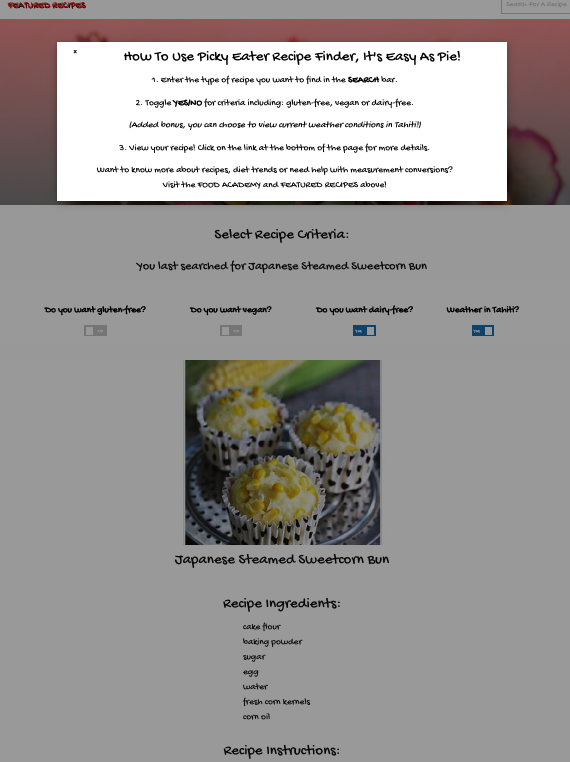 FEATURED RECIPES
Search For A Recipe
x
How To Use Picky Eater Recipe Finder, It's Easy As Pie!
1. Enter the type of recipe you want to find in the SEARCH bar.
2. Toggle YES/NO for criteria including: gluten-free, vegan or dairy-free.
(Added bonus, you can choose to view current weather conditions in Tahiti!)
3. View your recipe! Click on the link at the bottom of the page for more details.
Want to know more about recipes, diet trends or need help with measurement conversions?
Visit the FOOD ACADEMY and FEATURED RECIPES above!
Select Recipe Criteria:
You last searched for Japanese Steamed Sweetcorn Bun
Do you want gluten-free? Do you want vegan? Do you want dairy-free? Weather in Tahiti?
No No Yes Yes
Japanese Steamed Sweetcorn Bun
Recipe Ingredients:
cake flour
baking powder
sugar
egg
water
fresh corn kernels
corn oil
Recipe Instructions: